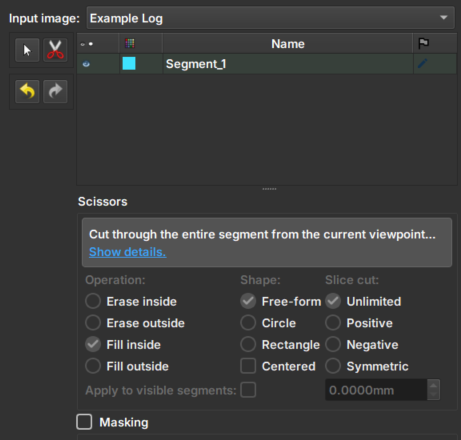 Input image: Example Log
Name
Segment_1
Scissors
Cut through the entire segment from the current viewpoint...
Show details.
Operation: Shape: Slice cut:
Erase inside Free-form Unlimited
Erase outside Circle Positive
Fill inside Rectangle Negative
Fill outside Centered Symmetric
Apply to visible segments: 0.0000mm
Masking